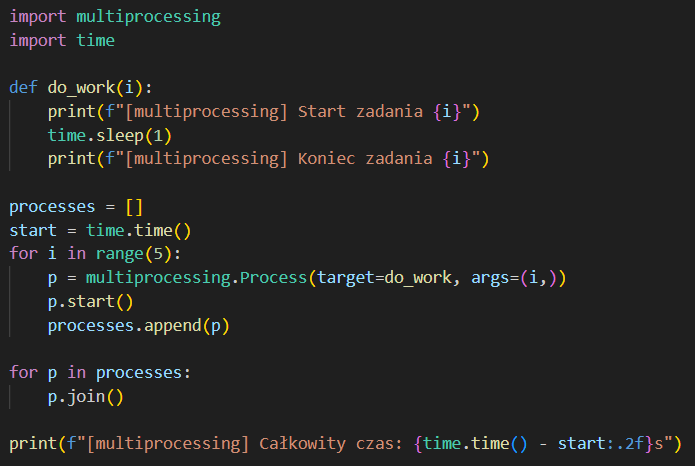 import multiprocessing
import time
def do_work(i):
    print(f"[multiprocessing] Start zadania {i}")
    time.sleep(1)
    print(f"[multiprocessing] Koniec zadania {i}")
processes = []
start = time.time()
for i in range(5):
    p = multiprocessing.Process(target=do_work, args=(i,))
    p.start()
    processes.append(p)
for p in processes:
    p.join()
print(f"[multiprocessing] Całkowity czas: {time.time() - start:.2f}s")